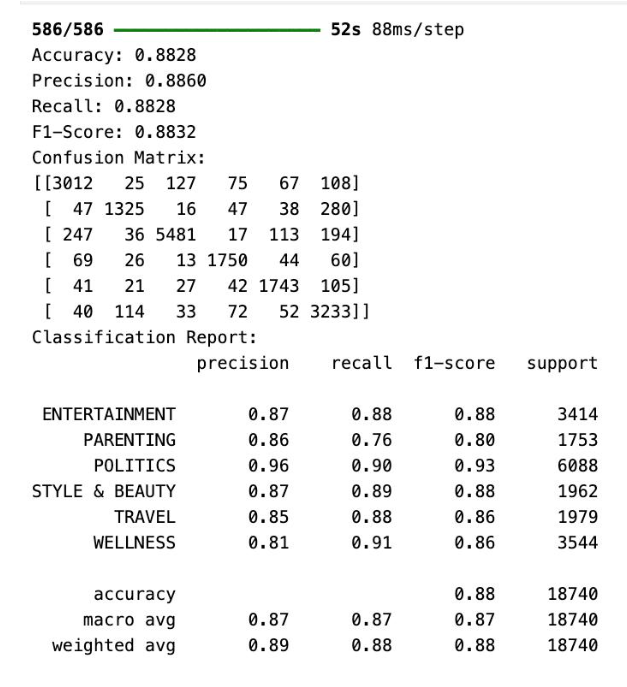 586/586 ━━━━━━━━━━━━━━━━━━━━ 52s 88ms/step
Accuracy: 0.8828
Precision: 0.8860
Recall: 0.8828
F1-Score: 0.8832
Confusion Matrix:
[[3012   25  127   75   67  108]
 [  47 1325   16   47   38  280]
 [ 247   36 5481   17  113  194]
 [  69   26   13 1750   44   60]
 [  41   21   27   42 1743  105]
 [  40  114   33   72   52 3233]]
Classification Report:
                precision    recall  f1-score   support

 ENTERTAINMENT       0.87      0.88      0.88      3414
     PARENTING       0.86      0.76      0.80      1753
      POLITICS       0.96      0.90      0.93      6088
STYLE & BEAUTY       0.87      0.89      0.88      1962
        TRAVEL       0.85      0.88      0.86      1979
      WELLNESS       0.81      0.91      0.86      3544

      accuracy                           0.88     18740
     macro avg       0.87      0.87      0.87     18740
  weighted avg       0.89      0.88      0.88     18740